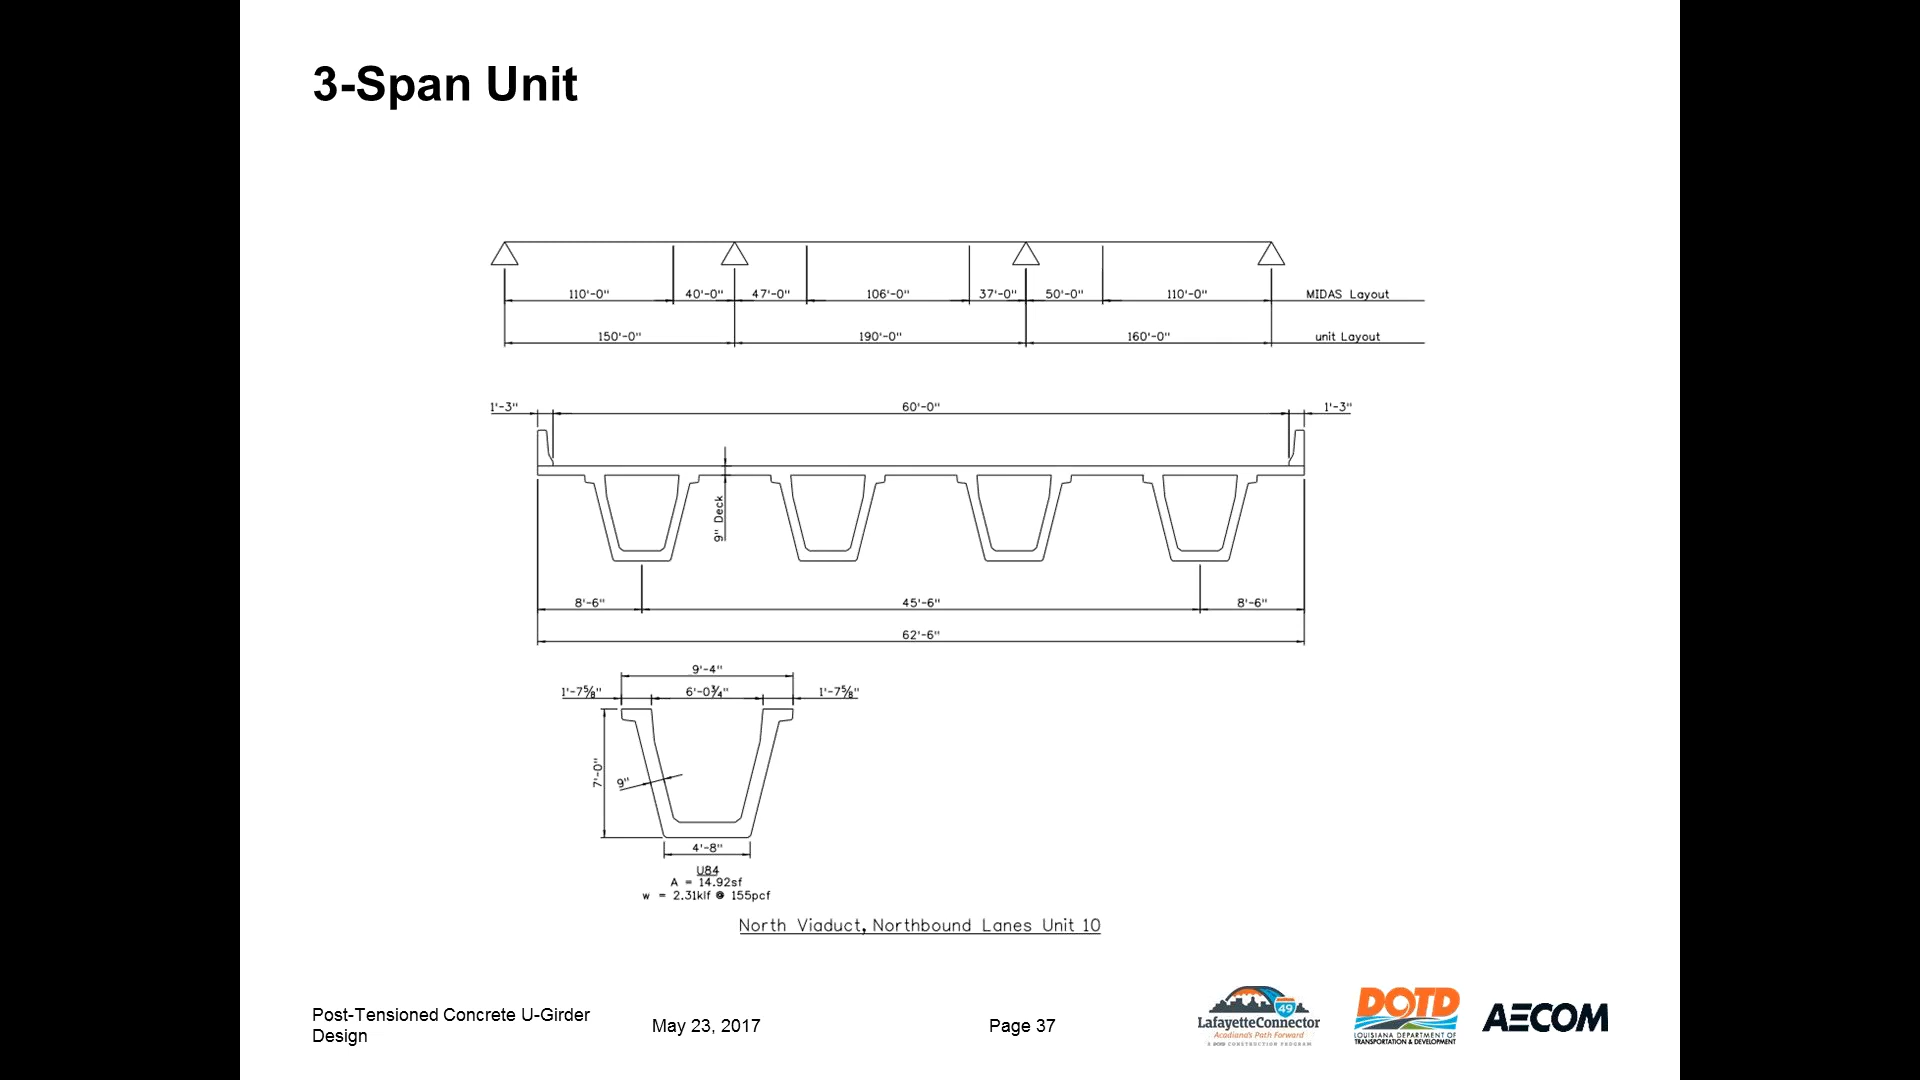 3-Span Unit
110'-0" 40'-0" 47'-0" 106'-0" 37'-0" 50'-0" 110'-0" MIDAS Layout
150'-0" 190'-0" 160'-0" unit Layout
1'-3" 60'-0" 1'-3"
9" Deck
8'-6" 45'-6" 8'-6"
62'-6"
9'-4"
1'-7⅝" 6'-0¾" 1'-7⅝"
7'-0"
9"
4'-8"
U84
A = 14.92sf
w = 2.31klf @ 155pcf
North Viaduct, Northbound Lanes Unit 10
Post-Tensioned Concrete U-Girder
Design
May 23, 2017
Page 37
49
LafayetteConnector
Acadiana's Path Forward
A DOTD CONSTRUCTION PROGRAM
DOTD
LOUISIANA DEPARTMENT OF
TRANSPORTATION & DEVELOPMENT
AECOM